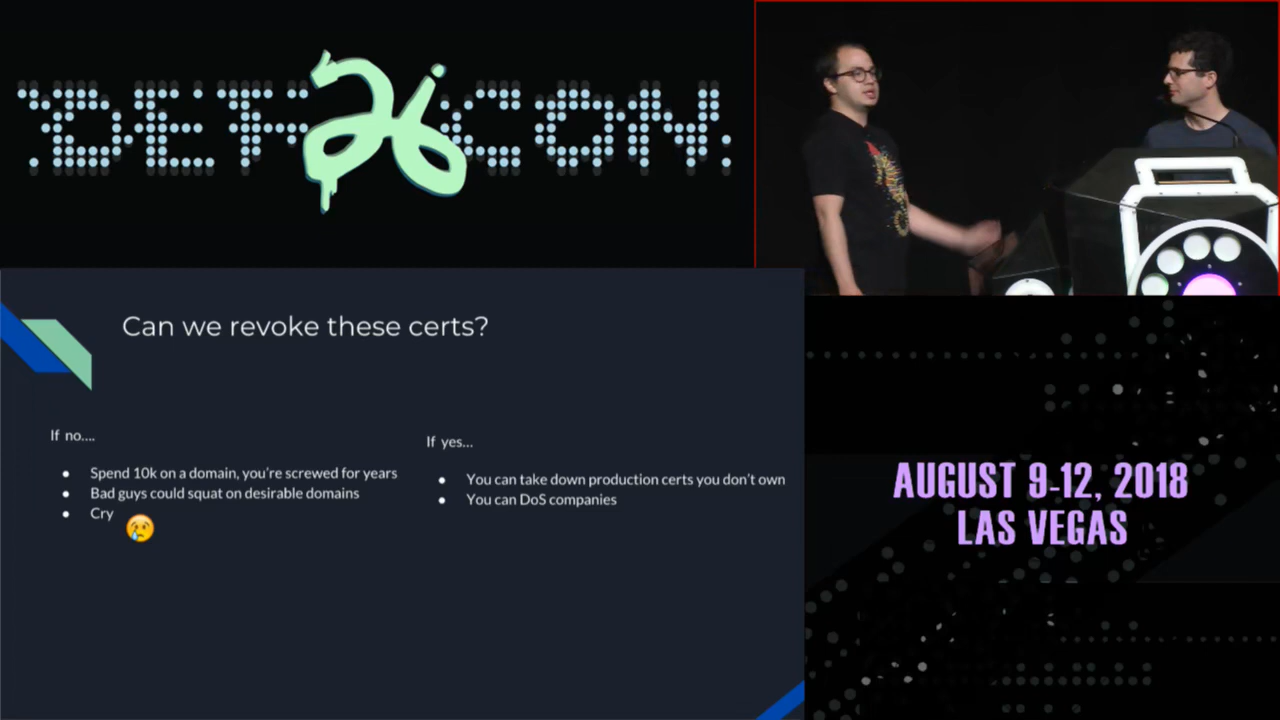 DEF 26 CON
Can we revoke these certs?
If no....
● Spend 10k on a domain, you're screwed for years
● Bad guys could squat on desirable domains
● Cry 😢
If yes...
● You can take down production certs you don't own
● You can DoS companies
AUGUST 9-12, 2018
LAS VEGAS